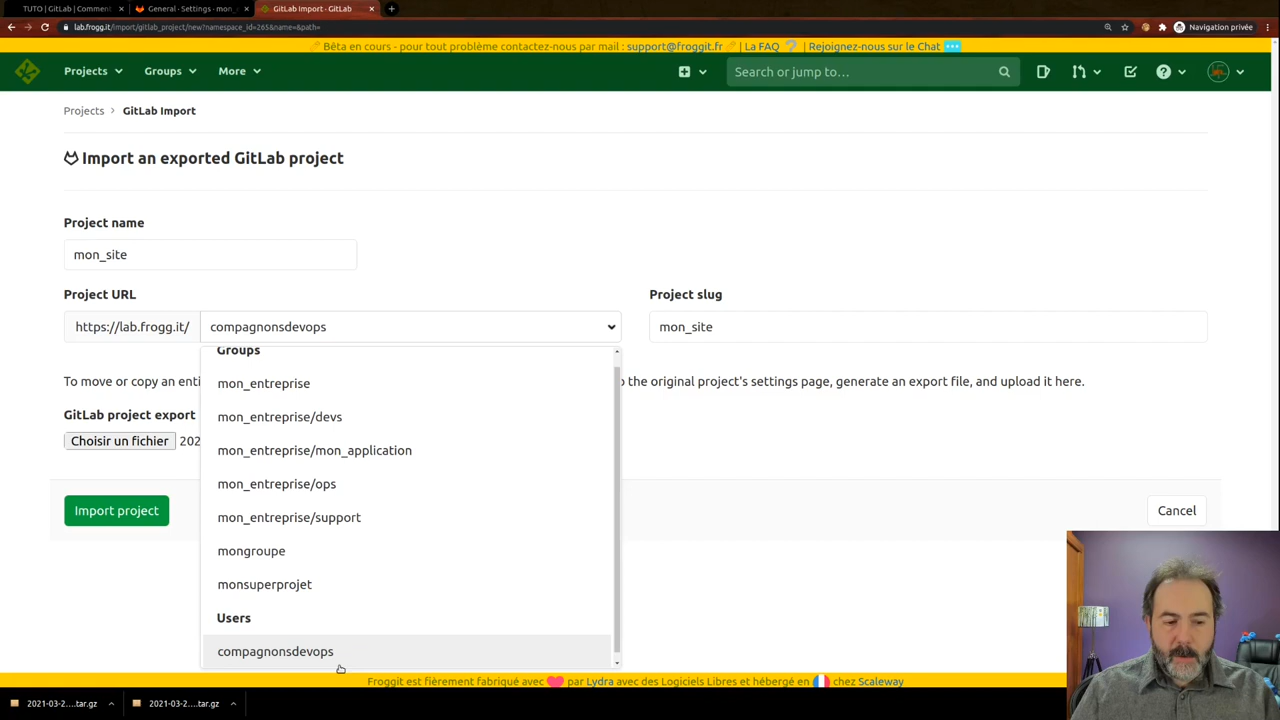 TUTO | GitLab | Comment
General · Settings · mon_
GitLab Import · GitLab
lab.frogg.it/import/gitlab_project/new?namespace_id=265&name=&path=
Navigation privée
Bêta en cours - pour tout problème contactez-nous par mail : support@froggit.fr | La FAQ | Rejoignez-nous sur le Chat
Projects
Groups
More
Search or jump to...
Projects > GitLab Import
Import an exported GitLab project
Project name
mon_site
Project URL
Project slug
https://lab.frogg.it/
compagnonsdevops
mon_site
Groups
mon_entreprise
To move or copy an enti
o the original project's settings page, generate an export file, and upload it here.
mon_entreprise/devs
GitLab project export
Choisir un fichier 202
mon_entreprise/mon_application
mon_entreprise/ops
Import project
Cancel
mon_entreprise/support
mongroupe
monsuperprojet
Users
compagnonsdevops
Froggit est fièrement fabriqué avec par Lydra avec des Logiciels Libres et hébergé en chez Scaleway
2021-03-2....tar.gz
2021-03-2....tar.gz